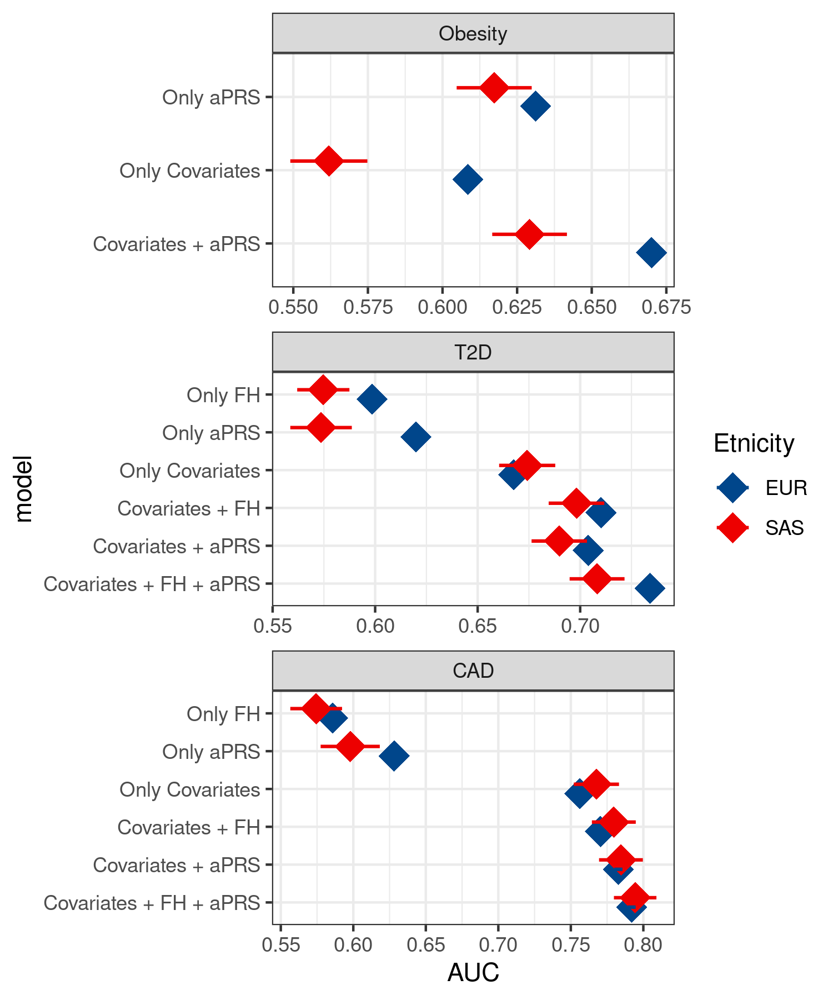 Obesity
Only aPRS
Only Covariates
Covariates + aPRS
0.550 0.575 0.600 0.625 0.650 0.675
T2D
Only FH
Only aPRS
Only Covariates
Covariates + FH
Covariates + aPRS
Covariates + FH + aPRS
0.55 0.60 0.65 0.70
CAD
Only FH
Only aPRS
Only Covariates
Covariates + FH
Covariates + aPRS
Covariates + FH + aPRS
0.55 0.60 0.65 0.70 0.75 0.80
AUC
model
Etnicity
EUR
SAS